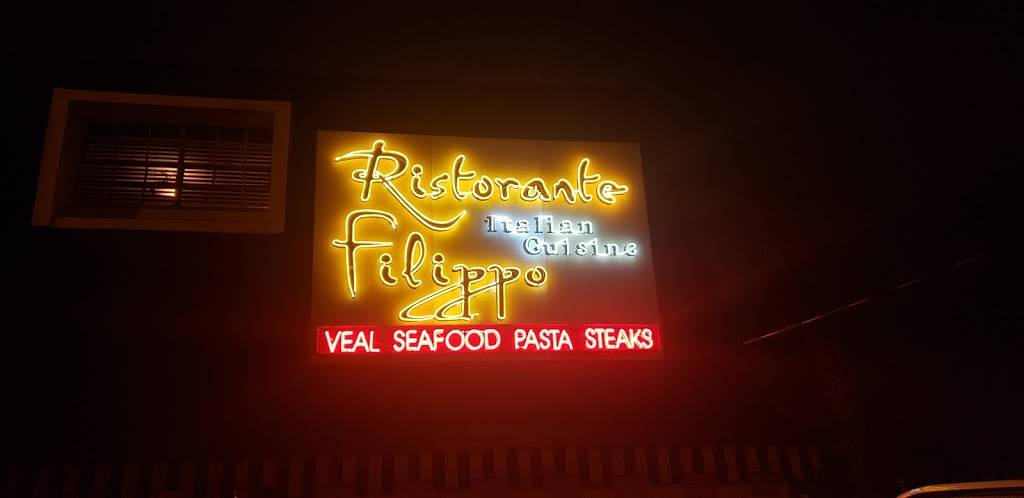 Ristorante
Italian
Cuisine
Filippo
VEAL SEAFOOD PASTA STEAKS